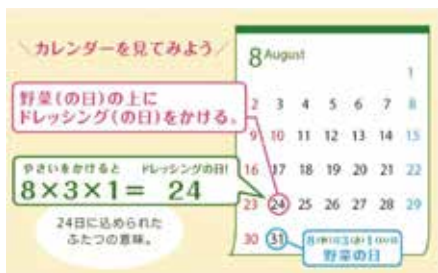 カレンダーを見てみよう
8 August
1
野菜(の日)の上に
ドレッシング(の日)をかける。
2 3 4 5 6 7 8
9 10 11 12 13 14 15
やさいをかけると ドレッシングの日!
8×3×1= 24
16 17 18 19 20 21 22
23 24 25 26 27 28 29
24日に込められた
ふたつの意味。
30 31
野菜の日